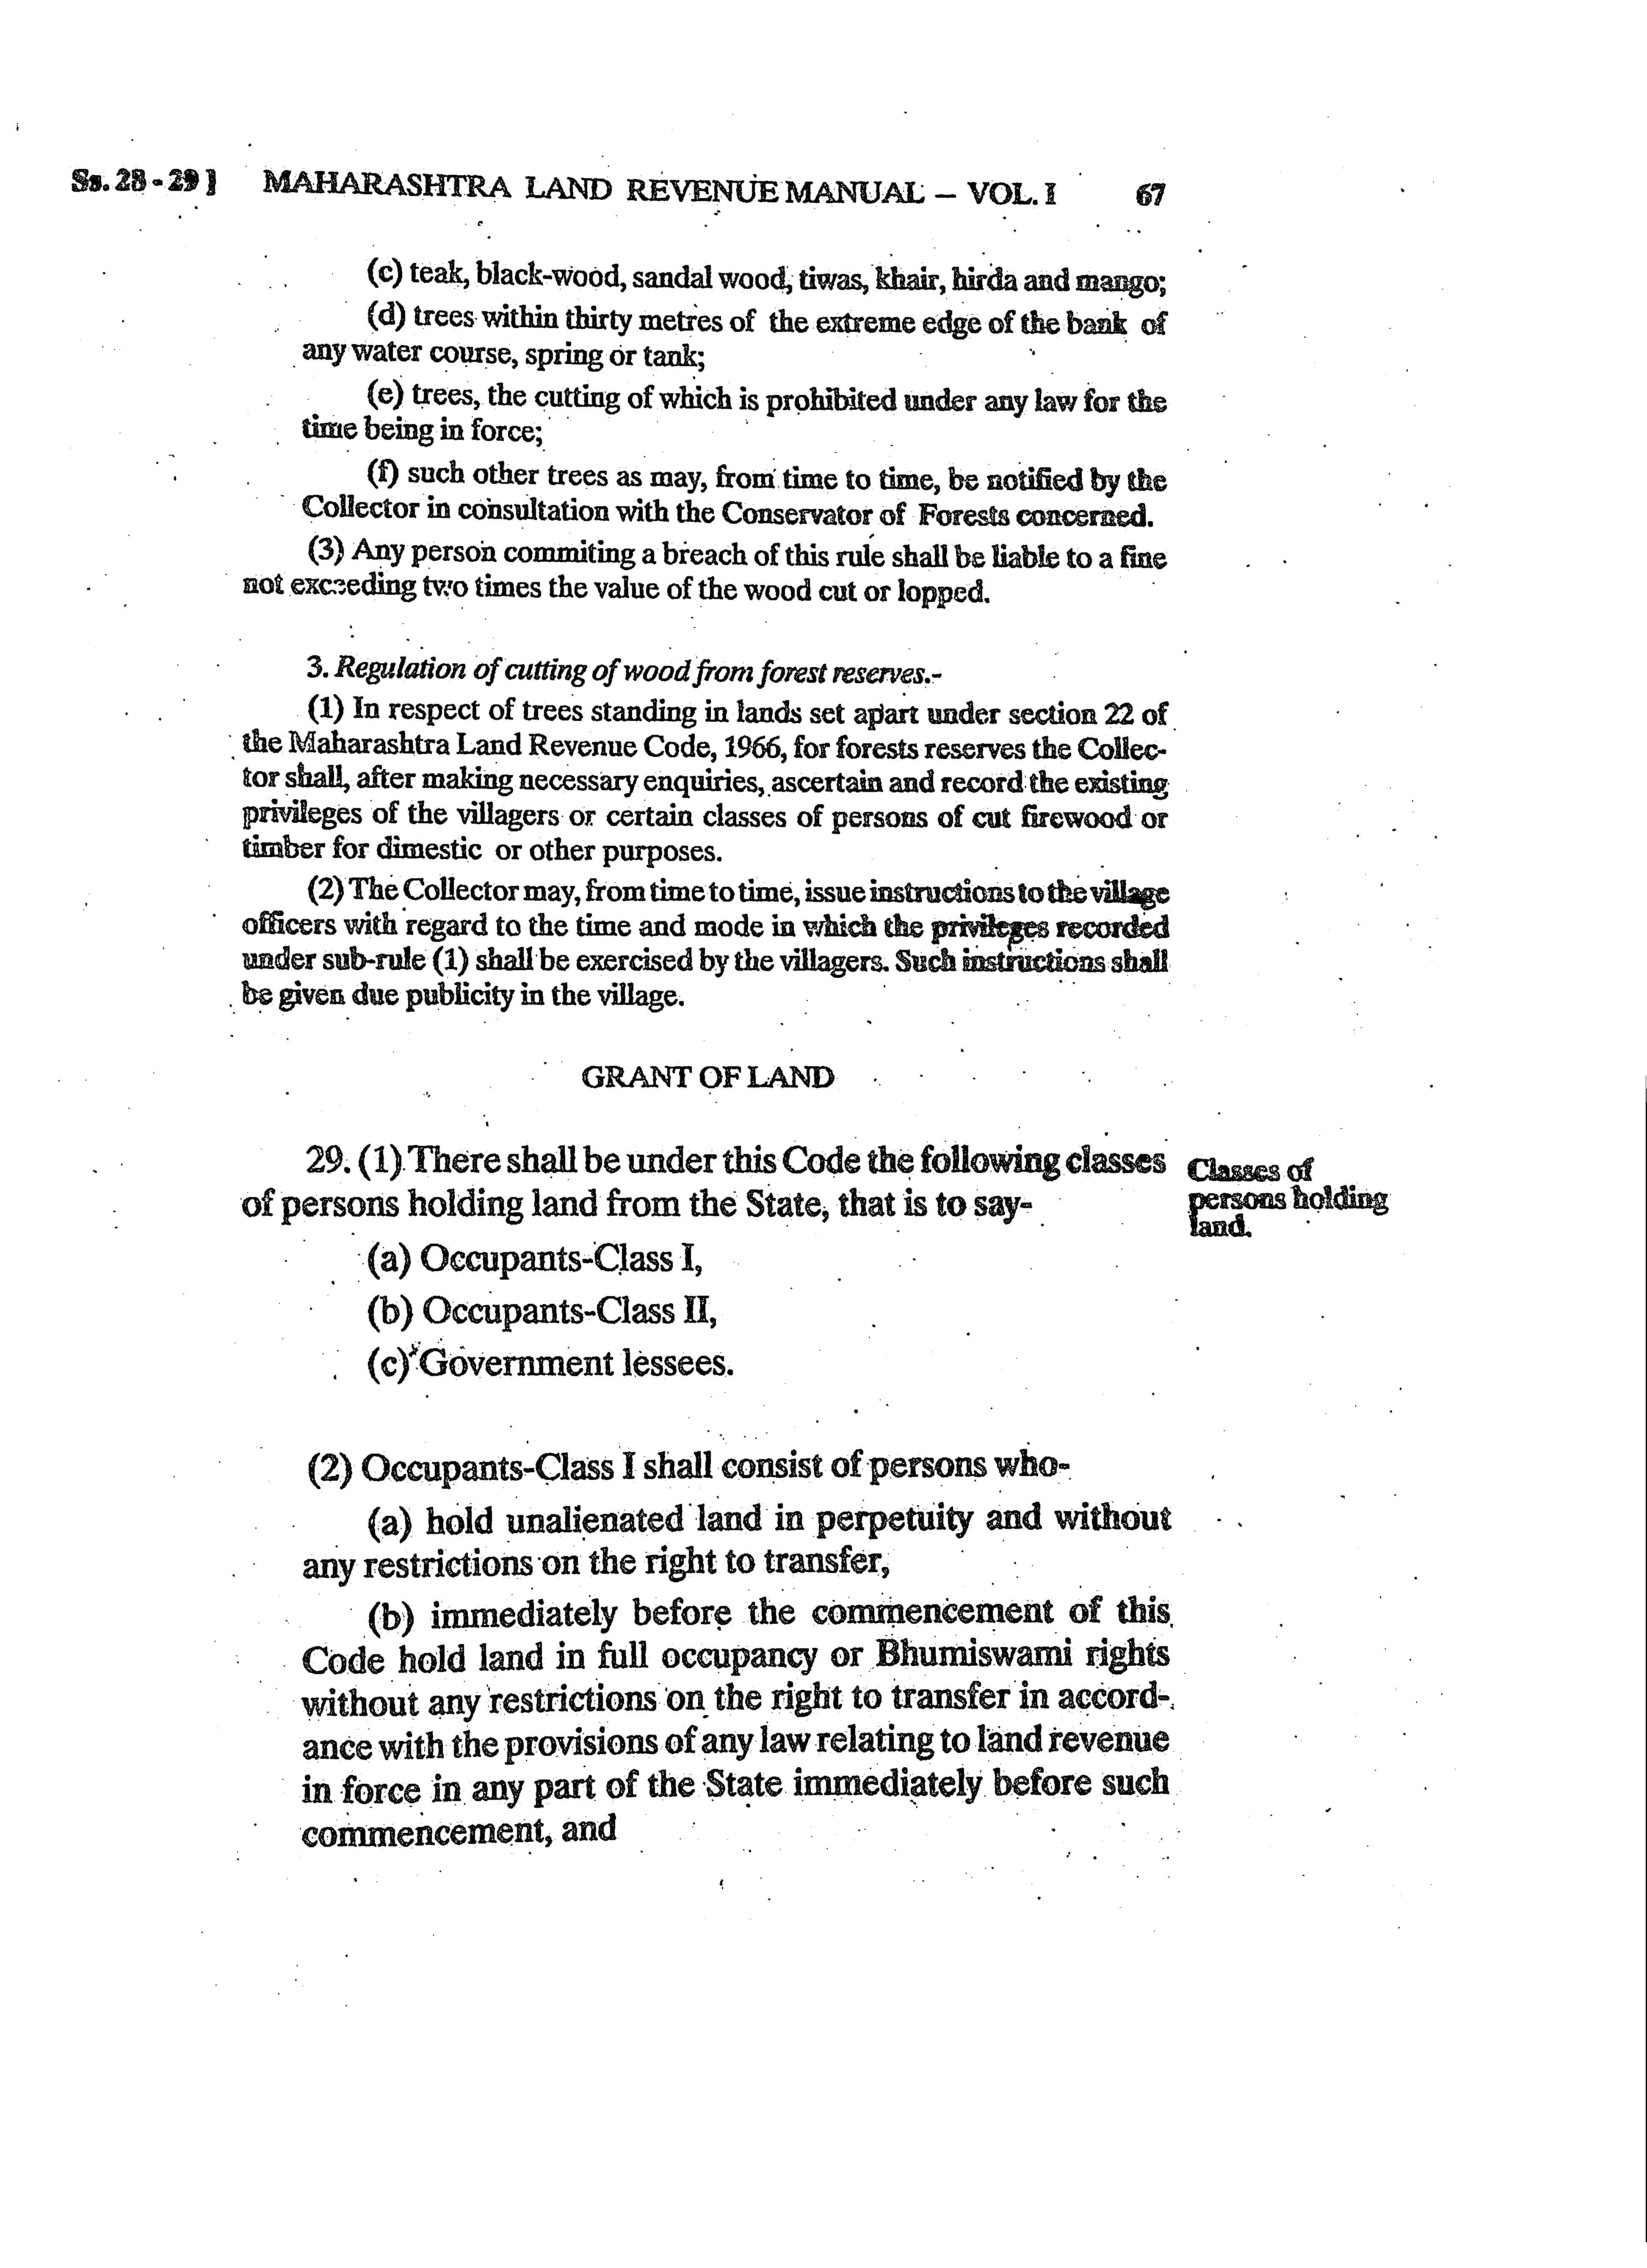 Ss. 28 - 29 ] MAHARASHTRA LAND REVENUE MANUAL – VOL. I 67
(c) teak, black-wood, sandal wood, tiwas, khair, hirda and mango;
(d) trees within thirty metres of the extreme edge of the bank of
any water course, spring or tank;
(e) trees, the cutting of which is prohibited under any law for the
time being in force;
(f) such other trees as may, from time to time, be notified by the
Collector in consultation with the Conservator of Forests concerned.
(3) Any person commiting a breach of this rule shall be liable to a fine
not exceeding two times the value of the wood cut or lopped.
3. Regulation of cutting of wood from forest reserves.-
(1) In respect of trees standing in lands set apart under section 22 of
the Maharashtra Land Revenue Code, 1966, for forests reserves the Collec-
tor shall, after making necessary enquiries, ascertain and record the existing
privileges of the villagers or certain classes of persons of cut firewood or
timber for dimestic or other purposes.
(2) The Collector may, from time to time, issue instructions to the village
officers with regard to the time and mode in which the privileges recorded
under sub-rule (1) shall be exercised by the villagers. Such instructions shall
be given due publicity in the village.
GRANT OF LAND
29. (1) There shall be under this Code the following classes
of persons holding land from the State, that is to say-
Classes of
persons holding
land.
(a) Occupants-Class I,
(b) Occupants-Class II,
(c) Government lessees.
(2) Occupants-Class I shall consist of persons who-
(a) hold unalienated land in perpetuity and without
any restrictions on the right to transfer,
(b) immediately before the commencement of this
Code hold land in full occupancy or Bhumiswami rights
without any restrictions on the right to transfer in accord-
ance with the provisions of any law relating to land revenue
in force in any part of the State immediately before such
commencement, and